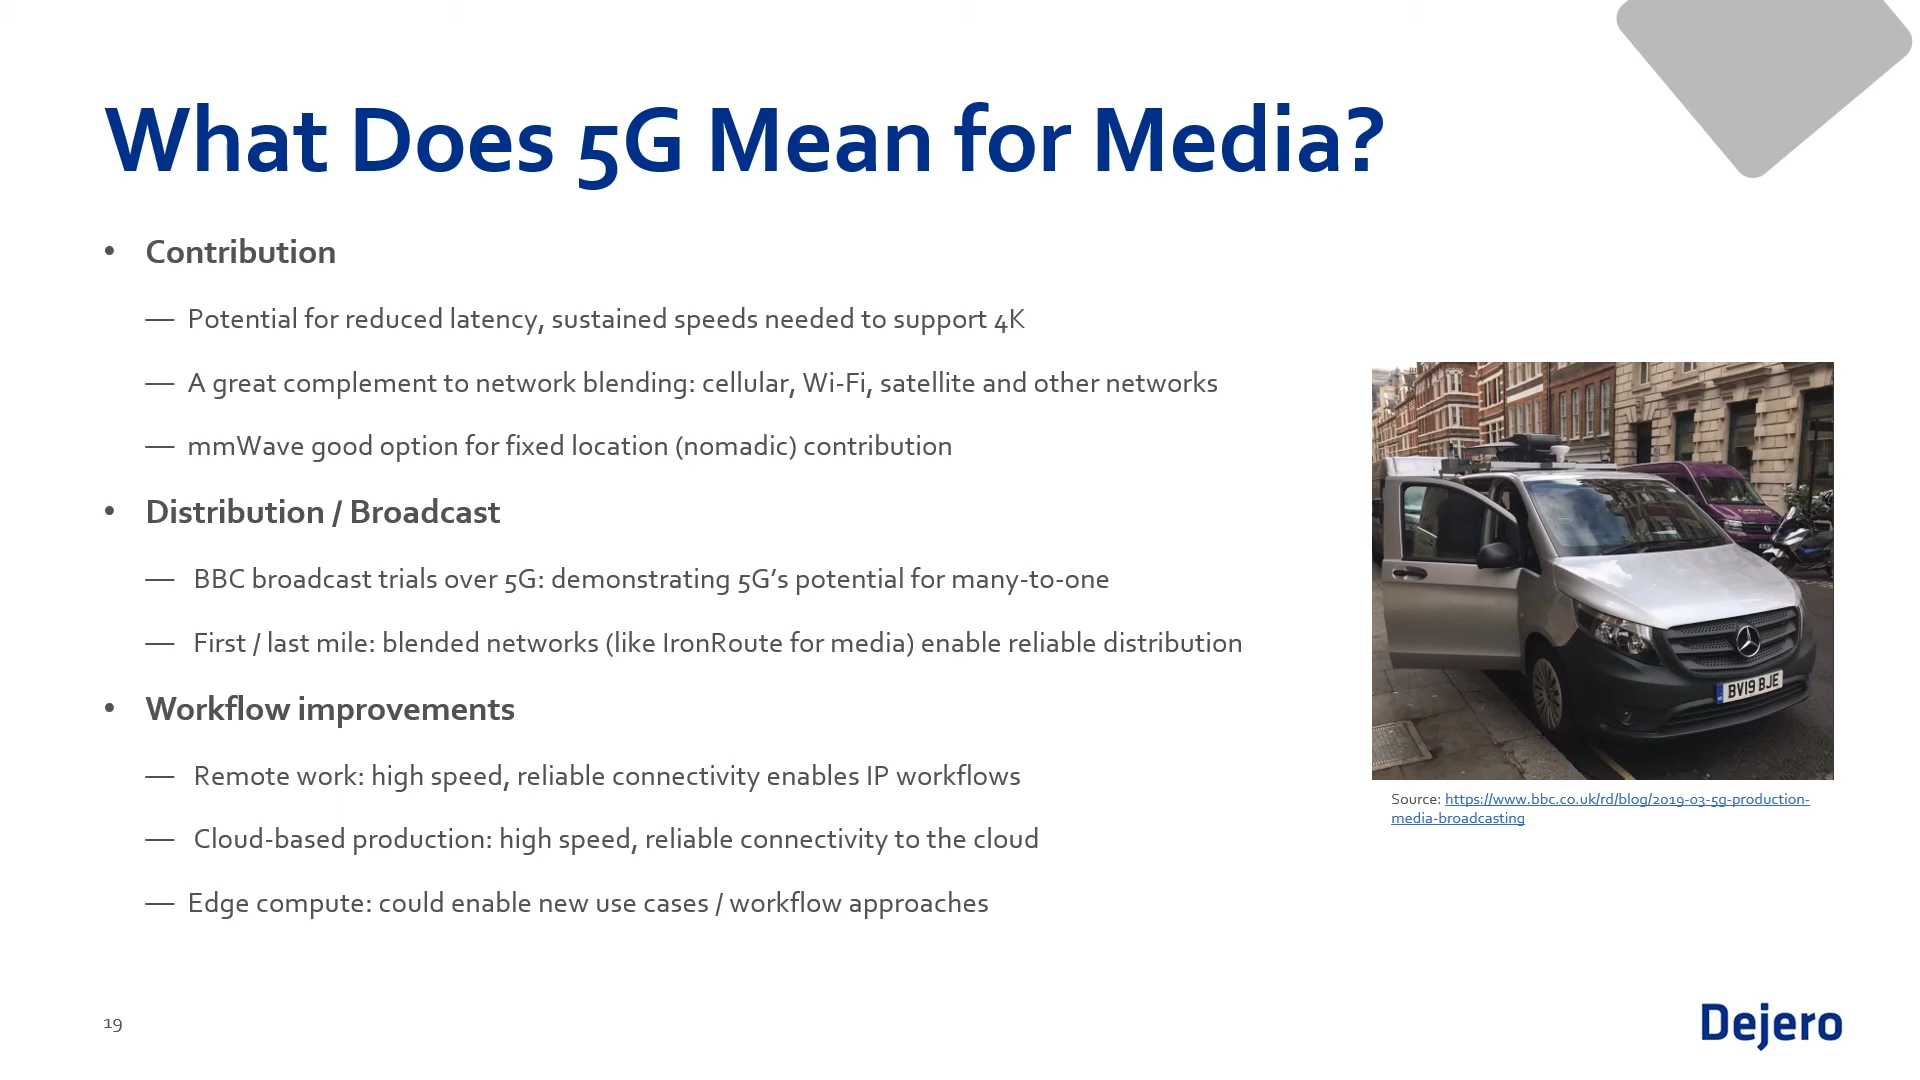 What Does 5G Mean for Media?
• Contribution
— Potential for reduced latency, sustained speeds needed to support 4K
— A great complement to network blending: cellular, Wi-Fi, satellite and other networks
— mmWave good option for fixed location (nomadic) contribution
• Distribution / Broadcast
— BBC broadcast trials over 5G: demonstrating 5G’s potential for many-to-one
— First / last mile: blended networks (like IronRoute for media) enable reliable distribution
• Workflow improvements
— Remote work: high speed, reliable connectivity enables IP workflows
— Cloud-based production: high speed, reliable connectivity to the cloud
— Edge compute: could enable new use cases / workflow approaches
BV19 BJE
Source: https://www.bbc.co.uk/rd/blog/2019-03-5g-production-
media-broadcasting
19
Dejero